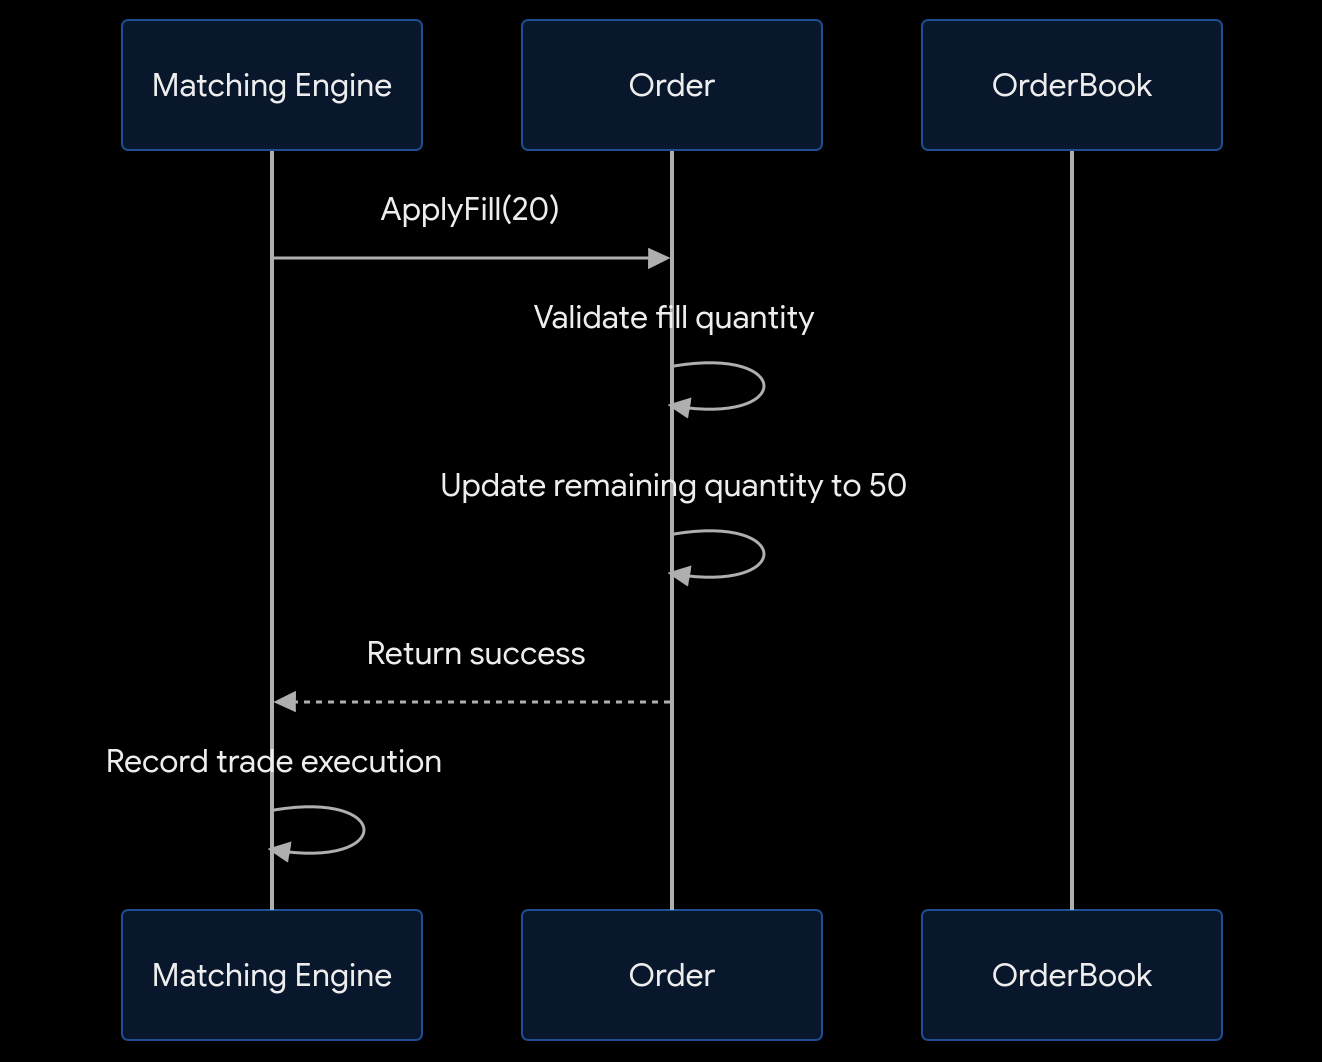 Matching Engine
Order
OrderBook
ApplyFill(20)
Validate fill quantity
Update remaining quantity to 50
Return success
Record trade execution
Matching Engine
Order
OrderBook